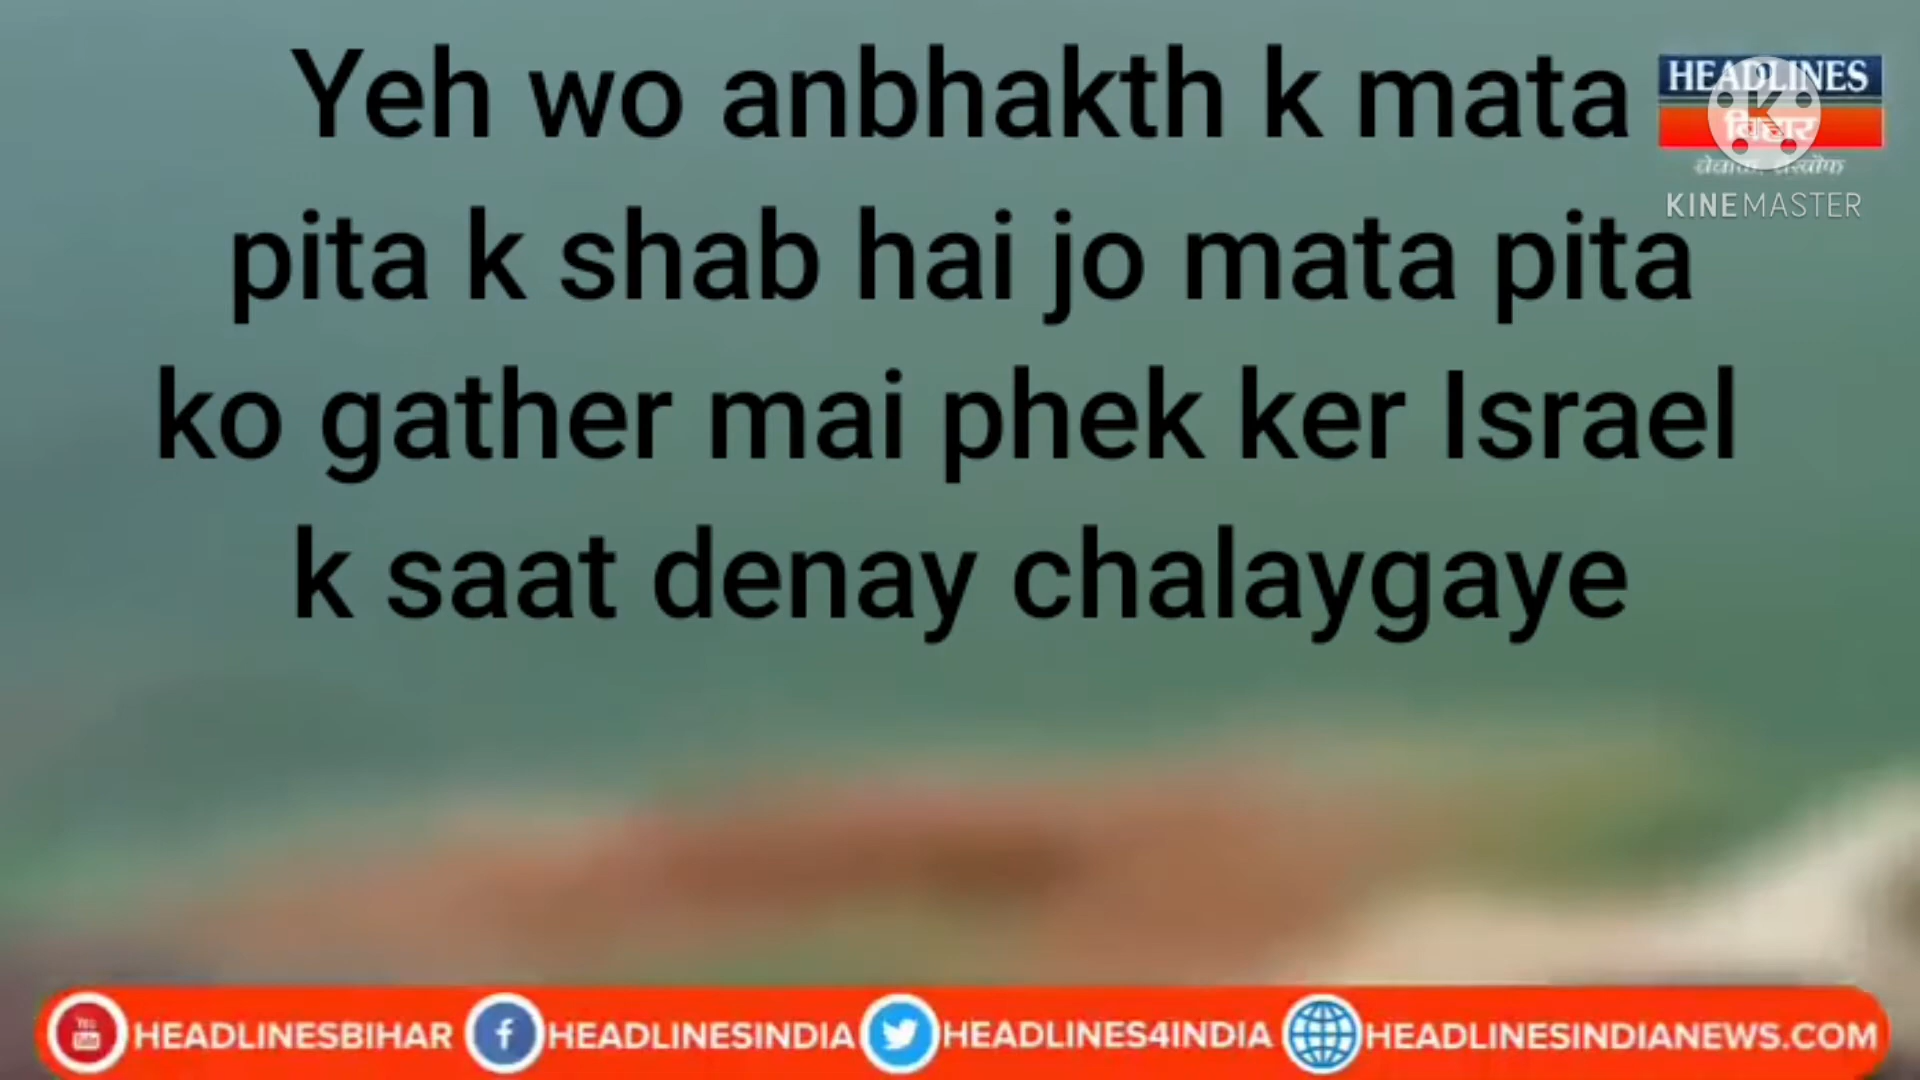 Yeh wo anbhakth k mata
pita k shab hai jo mata pita
ko gather mai phek ker Israel
k saat denay chalaygaye
HEADLINES
बिहार
KINEMASTER
HEADLINESBIHAR
HEADLINESINDIA
HEADLINES4INDIA
HEADLINESINDIANEWS.COM